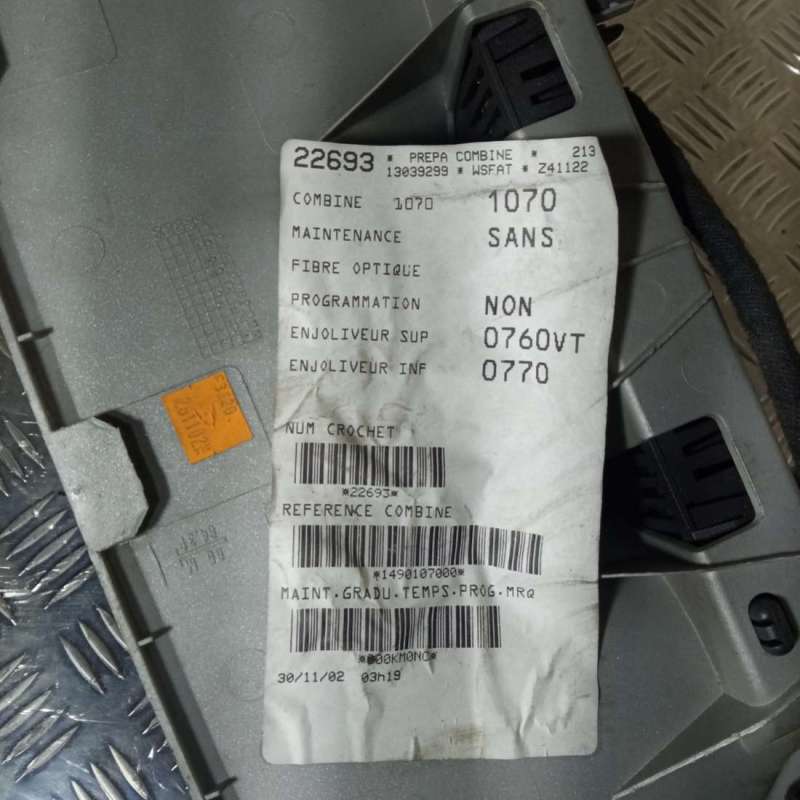 22693 * PREPA COMBINE * 213
13039299 * WSFAT * Z41122
COMBINE 1070 1070
MAINTENANCE SANS
FIBRE OPTIQUE
PROGRAMMATION NON
ENJOLIVEUR SUP 0760VT
ENJOLIVEUR INF 0770
NUM CROCHET
*22693*
REFERENCE COMBINE
*1490107000*
MAINT.GRADU.TEMPS.PROG.MRQ
30/11/02 03h19